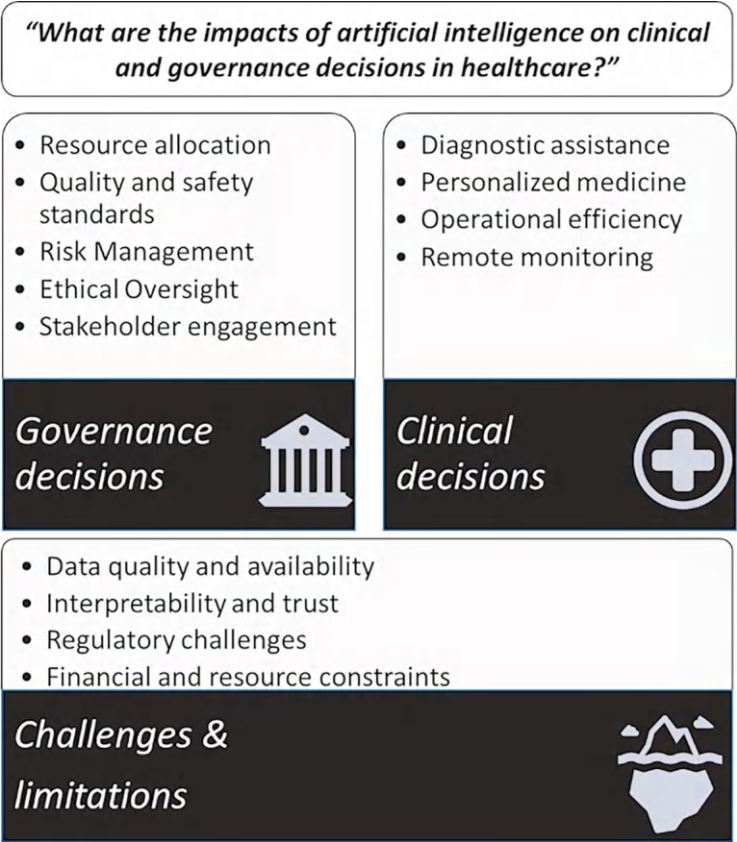 “What are the impacts of artificial intelligence on clinical
and governance decisions in healthcare?”
• Resource allocation
• Quality and safety
standards
• Risk Management
• Ethical Oversight
• Stakeholder engagement
Governance
decisions
• Diagnostic assistance
• Personalized medicine
• Operational efficiency
• Remote monitoring
Clinical
decisions
• Data quality and availability
• Interpretability and trust
• Regulatory challenges
• Financial and resource constraints
Challenges &
limitations